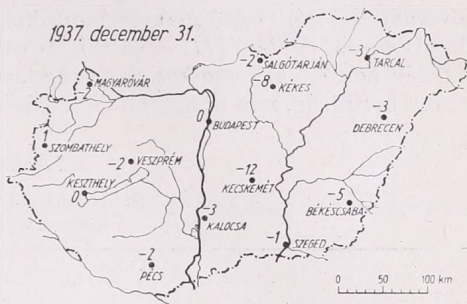 1937. december 31.
-2
SALGÓTARJÁN
-3
TARCAL
-8
KÉKES
MAGYARÓVÁR
0
BUDAPEST
-3
DEBRECEN
1
SZOMBATHELY
-2
VESZPRÉM
-12
KECSKEMÉT
KESZTHELY
0
-5
BÉKÉSCSABA
-3
KALOCSA
-1
SZEGED
-2
PÉCS
0 50 100 km